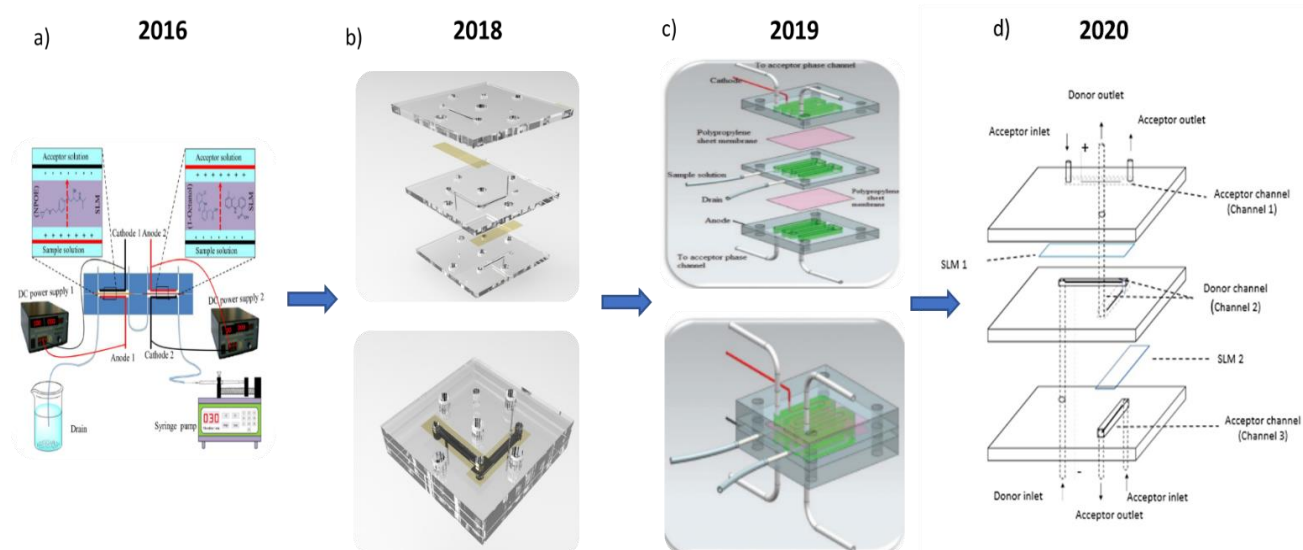 a)
2016
Acceptor solution
(NPOE)
SLM
Sample solution
Acceptor solution
(1-Octanol)
SLM
Sample solution
Cathode 1
Anode 2
DC power supply 1
DC power supply 2
Anode 1
Cathode 2
Drain
030
Syringe pump
b)
2018
c)
2019
To acceptor phase channel
Cathode
Polypropylene
sheet membrane
Sample solution
Drain
Polypropylene
sheet
membrane
Anode
To acceptor phase
channel
d)
2020
Donor outlet
Acceptor inlet
Acceptor outlet
+
Acceptor channel
(Channel 1)
SLM 1
Donor channel
(Channel 2)
SLM 2
Acceptor channel
(Channel 3)
-
Donor inlet
Acceptor inlet
Acceptor outlet